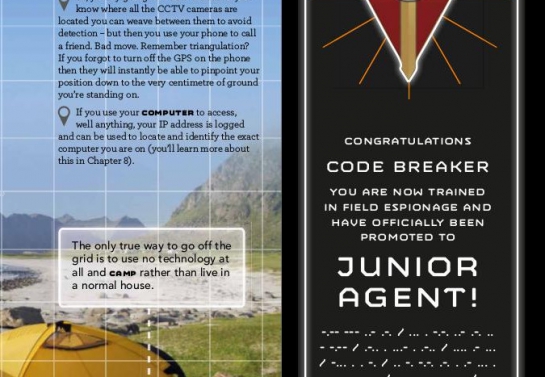 know where all the CCTV cameras are
located you can weave between them to avoid
detection – but then you use your phone to call
a friend. Bad move. Remember triangulation?
If you forgot to turn off the GPS on the phone
then they will instantly be able to pinpoint your
position down to the very centimetre of ground
you're standing on.
If you use your COMPUTER to access,
well anything, your IP address is logged
and can be used to locate and identify the exact
computer you are on (you'll learn more about
this in Chapter 8).
The only true way to go off the
grid is to use no technology at
all and CAMP rather than live in
a normal house.
CONGRATULATIONS
CODE BREAKER
YOU ARE NOW TRAINED
IN FIELD ESPIONAGE AND
HAVE OFFICIALLY BEEN
PROMOTED TO
JUNIOR
AGENT!